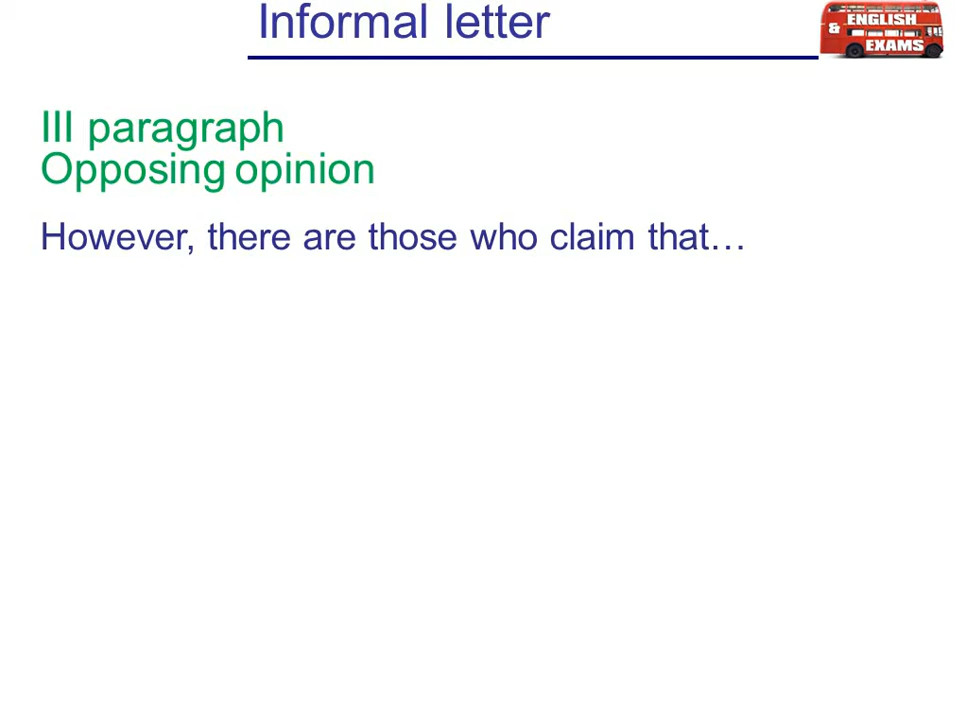 Informal letter
ENGLISH
& EXAMS
III paragraph
Opposing opinion
However, there are those who claim that…